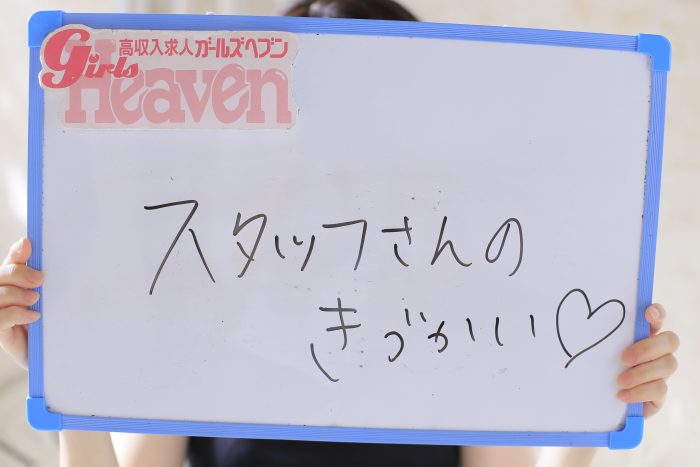 高収入求人ガールズヘブン
Girls
Heaven
スタッフさんの
きづかい♡